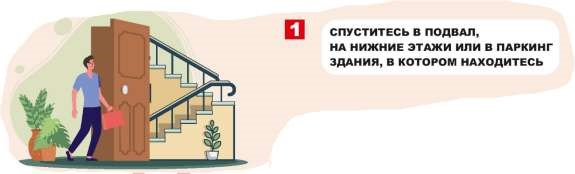 1
СПУСТИТЕСЬ В ПОДВАЛ,
НА НИЖНИЕ ЭТАЖИ ИЛИ В ПАРКИНГ
ЗДАНИЯ, В КОТОРОМ НАХОДИТЕСЬ